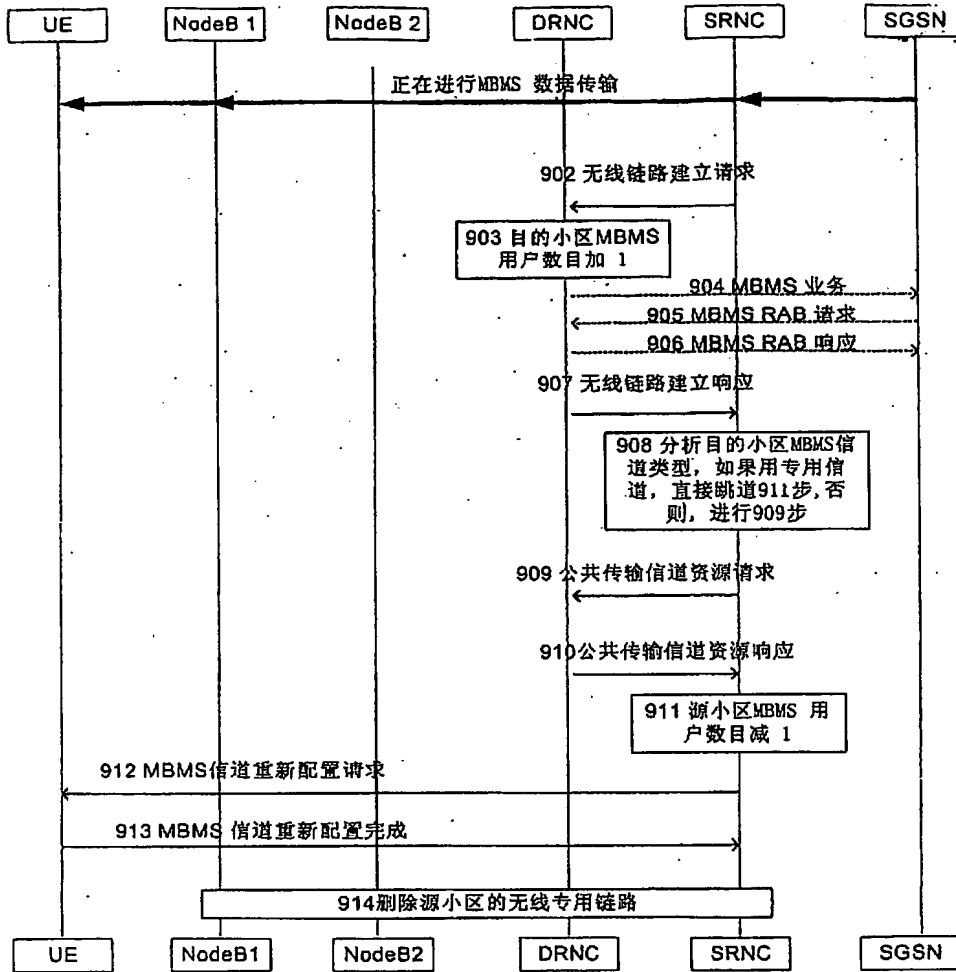 UE NodeB 1 NodeB 2 DRNC SRNC SGSN
正在进行MBMS 数据传输
902 无线链路建立请求
903 目的小区MBMS
用户数目加 1
904 MBMS 业务
905 MBMS RAB 请求
906 MBMS RAB 响应
907 无线链路建立响应
908 分析目的小区MBMS信
道类型，如果用专用信
道，直接跳道911步,否
则，进行909步
909 公共传输信道资源请求
910公共传输信道资源响应
911 源小区MBMS 用
户数目减 1
912 MBMS信道重新配置请求
913 MBMS 信道重新配置完成
914删除源小区的无线专用链路
UE NodeB1 NodeB2 DRNC SRNC SGSN